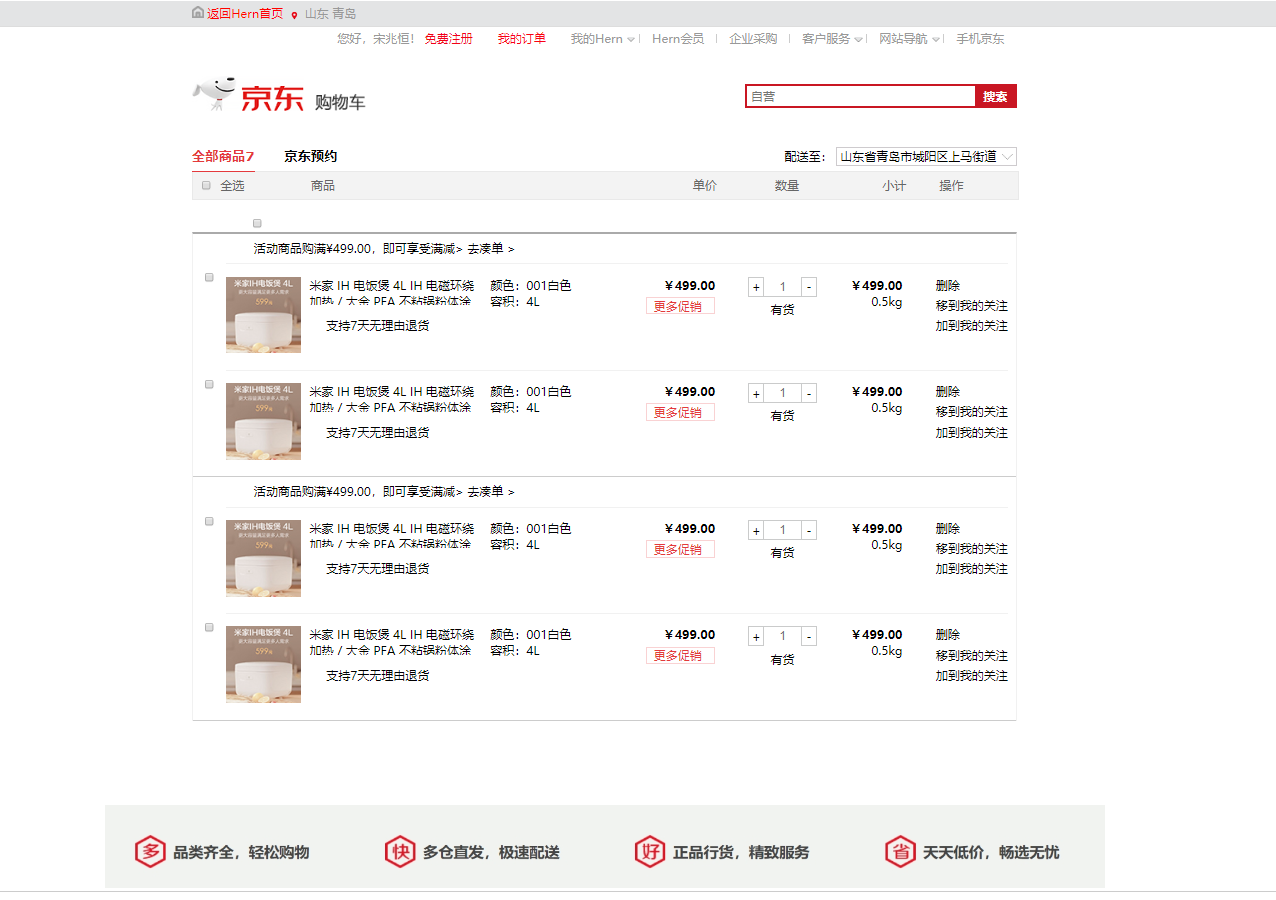 返回Hern首页 山东 青岛
您好，宋兆恒！ 免费注册 我的订单 我的Hern Hern会员 企业采购 客户服务 网站导航 手机京东
京东 购物车 自营 搜索
全部商品7 京东预约 配送至： 山东省青岛市城阳区上马街道
全选 商品 单价 数量 小计 操作
活动商品购满¥499.00，即可享受满减> 去凑单 >
米家IH电饭煲 4L
599元
米家 IH 电饭煲 4L IH 电磁环绕 颜色：001白色 ￥499.00 + 1 - ￥499.00 删除
加热 / 大金 PFA 不粘锅粉体涂 容积：4L 更多促销 有货 0.5kg 移到我的关注
支持7天无理由退货 加到我的关注
米家IH电饭煲 4L
599元
米家 IH 电饭煲 4L IH 电磁环绕 颜色：001白色 ￥499.00 + 1 - ￥499.00 删除
加热 / 大金 PFA 不粘锅粉体涂 容积：4L 更多促销 有货 0.5kg 移到我的关注
支持7天无理由退货 加到我的关注
活动商品购满¥499.00，即可享受满减> 去凑单 >
米家IH电饭煲 4L
599元
米家 IH 电饭煲 4L IH 电磁环绕 颜色：001白色 ￥499.00 + 1 - ￥499.00 删除
加热 / 大金 PFA 不粘锅粉体涂 容积：4L 更多促销 有货 0.5kg 移到我的关注
支持7天无理由退货 加到我的关注
米家IH电饭煲 4L
599元
米家 IH 电饭煲 4L IH 电磁环绕 颜色：001白色 ￥499.00 + 1 - ￥499.00 删除
加热 / 大金 PFA 不粘锅粉体涂 容积：4L 更多促销 有货 0.5kg 移到我的关注
支持7天无理由退货 加到我的关注
多 品类齐全，轻松购物 快 多仓直发，极速配送 好 正品行货，精致服务 省 天天低价，畅选无忧